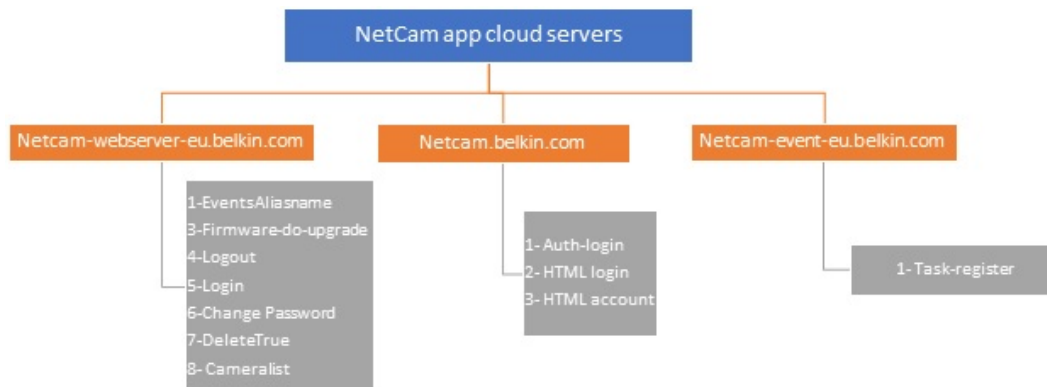 NetCam app cloud servers
Netcam-webserver-eu.belkin.com
Netcam.belkin.com
Netcam-event-eu.belkin.com
1-EventsAliasname
3-Firmware-do-upgrade
4-Logout
5-Login
6-Change Password
7-DeleteTrue
8- Cameralist
1- Auth-login
2- HTML login
3- HTML account
1- Task-register